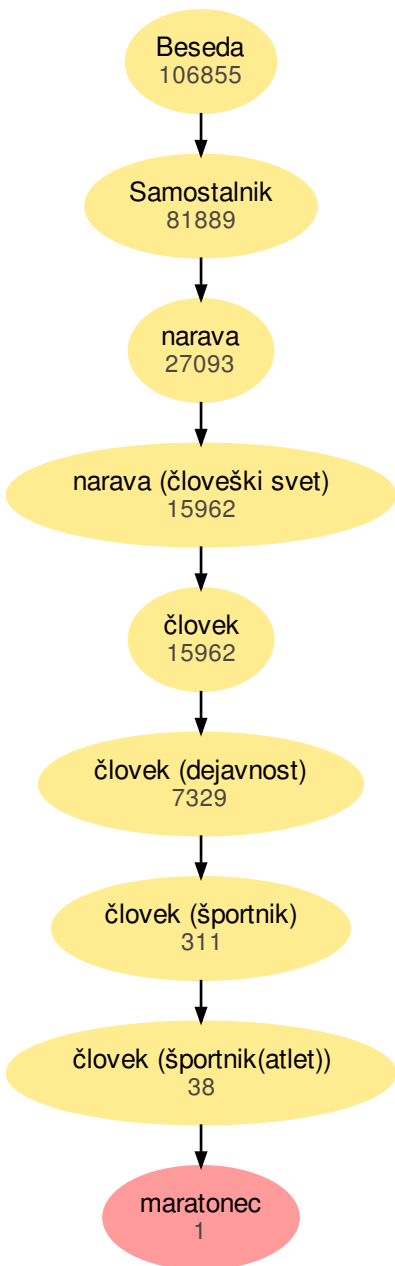 Beseda
106855
Samostalnik
81889
narava
27093
narava (človeški svet)
15962
človek
15962
človek (dejavnost)
7329
človek (športnik)
311
človek (športnik(atlet))
38
maratonec
1